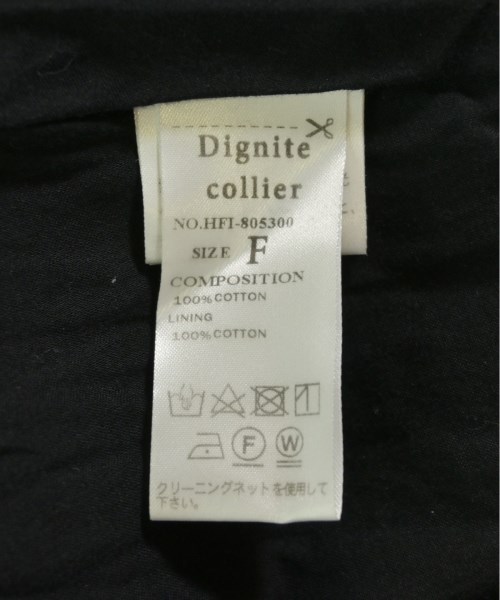 Dignite
collier
NO.HFI-805300
SIZE F
COMPOSITION
100%COTTON
LINING
100%COTTON
F W
クリーニングネットを使用して
下さい。